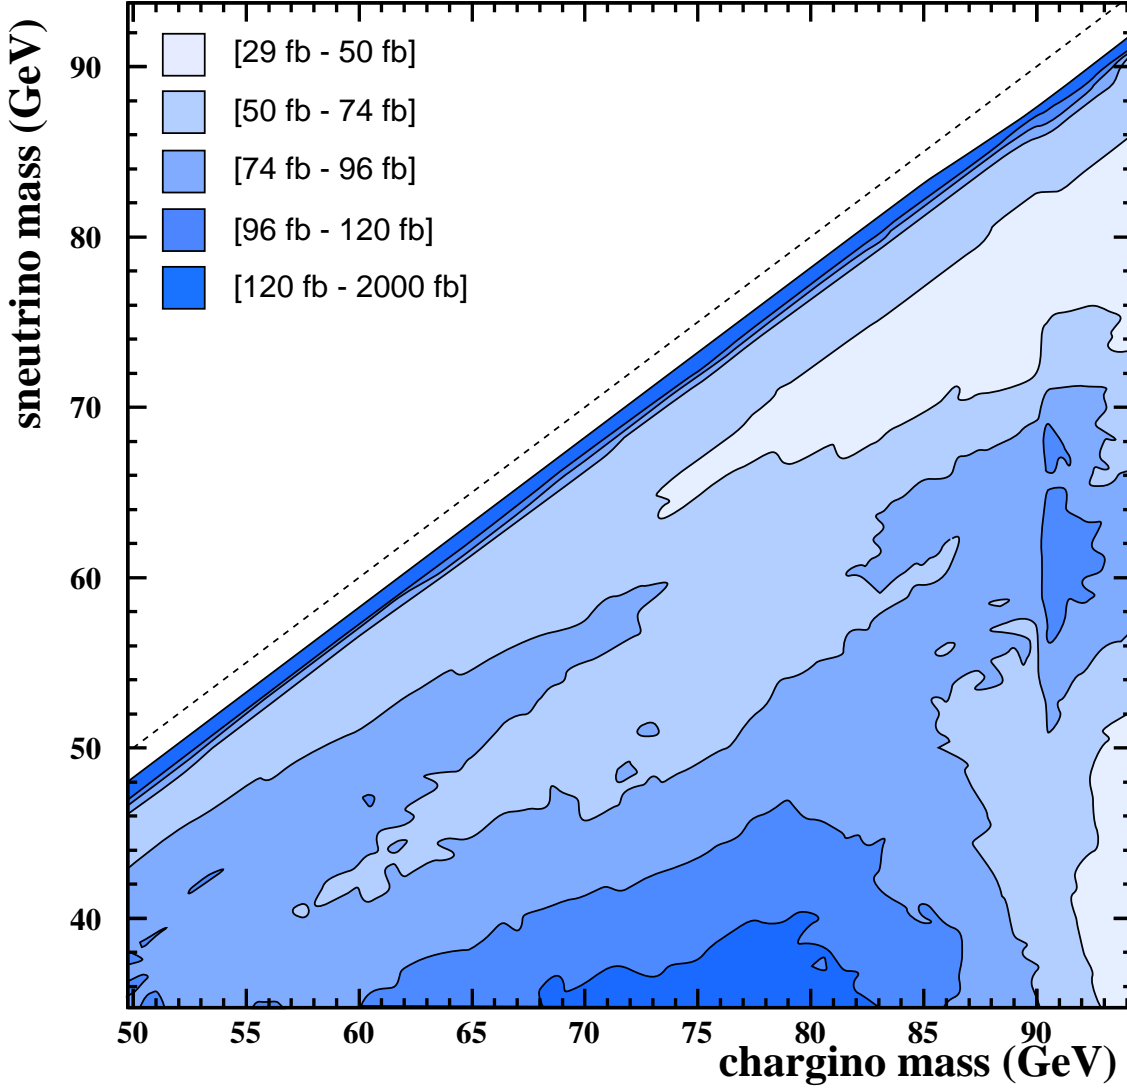 sneutrino mass (GeV)
90
80
70
60
50
40
[29 fb - 50 fb]
[50 fb - 74 fb]
[74 fb - 96 fb]
[96 fb - 120 fb]
[120 fb - 2000 fb]
50 55 60 65 70 75 80 85 90
chargino mass (GeV)